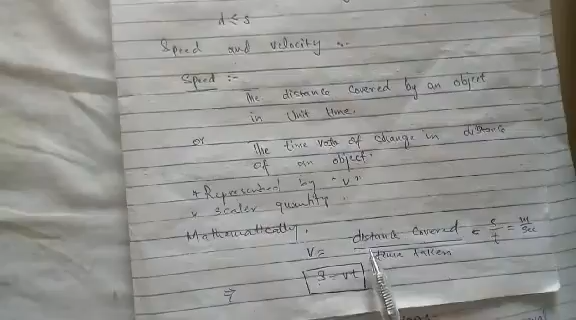 d ≤ s
Speed and velocity :-
Speed :-
The distance covered by an object
in unit time.
or The time rate of change in distance
of an object.
* Represented by "v"
v scaler quantity.
Mathematically,
v = distance covered / time taken = s/t = m/sec
⇒ S = vt